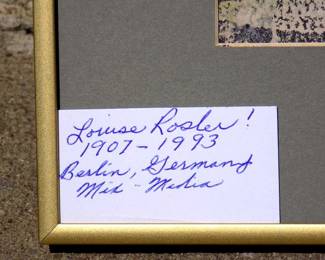 Louise Rosler!
1907-1993
Berlin, Germany
Mix-Media